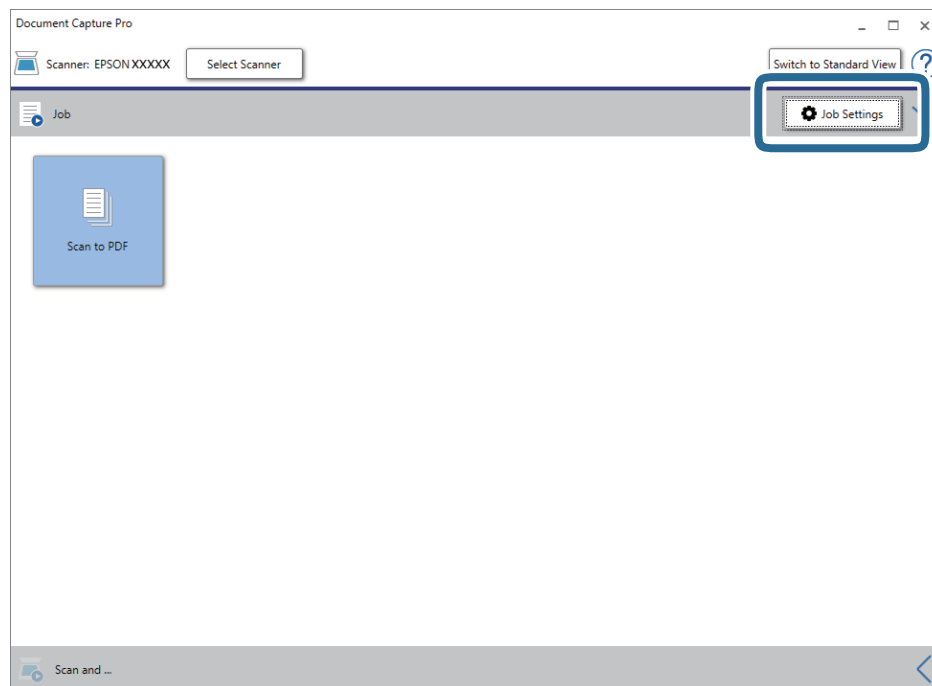 Document Capture Pro
Scanner: EPSON XXXXX
Select Scanner
Switch to Standard View
?
Job
Job Settings
Scan to PDF
Scan and ...